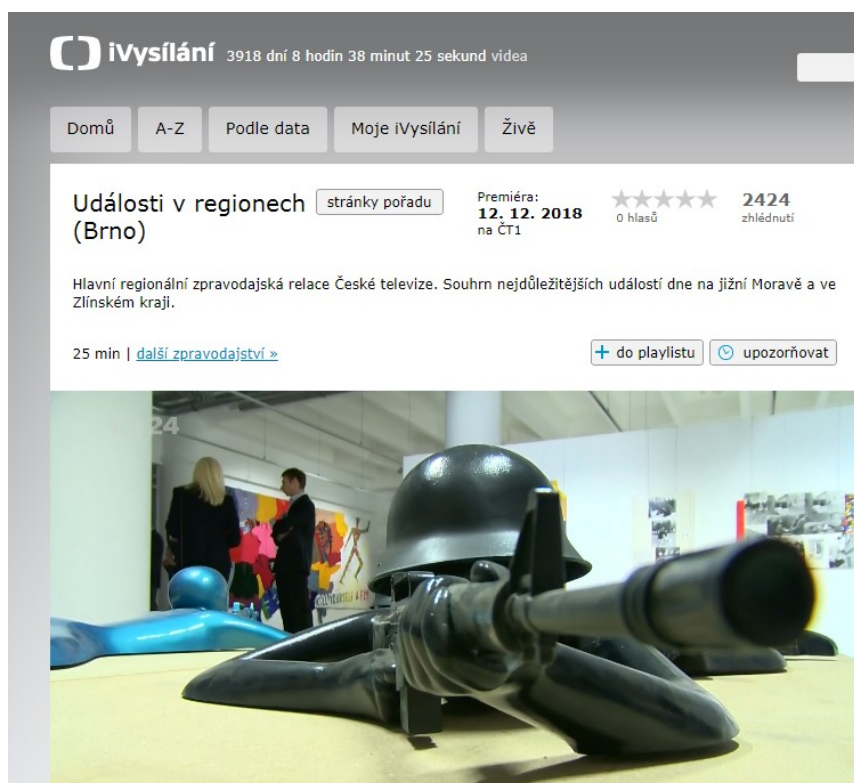 iVysílání 3918 dní 8 hodin 38 minut 25 sekund videa
Domů A-Z Podle data Moje iVysílání Živě
Události v regionech stránky pořadu
(Brno)
Premiéra:
12. 12. 2018
na ČT1
0 hlasů
2424
zhlédnutí
Hlavní regionální zpravodajská relace České televize. Souhrn nejdůležitějších událostí dne na jižní Moravě a ve
Zlínském kraji.
25 min | další zpravodajství »
+ do playlistu upozorňovat
24